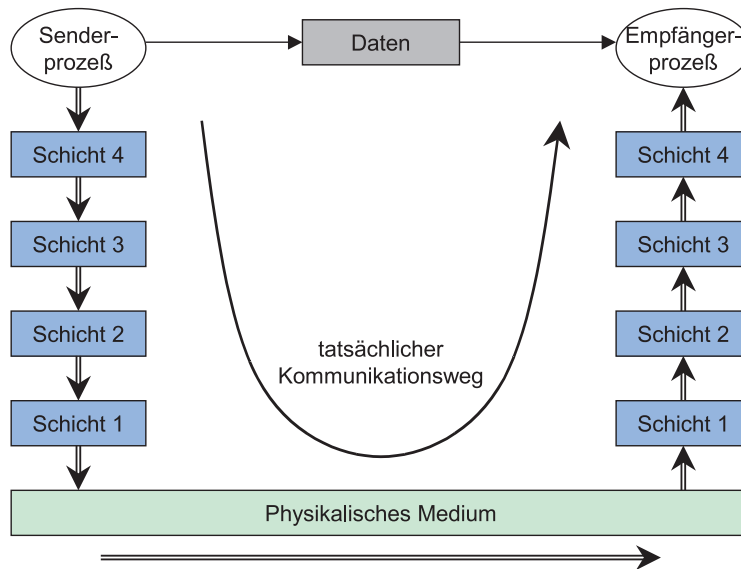 Sender-
prozeß
Daten
Empfänger-
prozeß
Schicht 4
Schicht 4
Schicht 3
Schicht 3
Schicht 2
Schicht 2
tatsächlicher
Kommunikationsweg
Schicht 1
Schicht 1
Physikalisches Medium